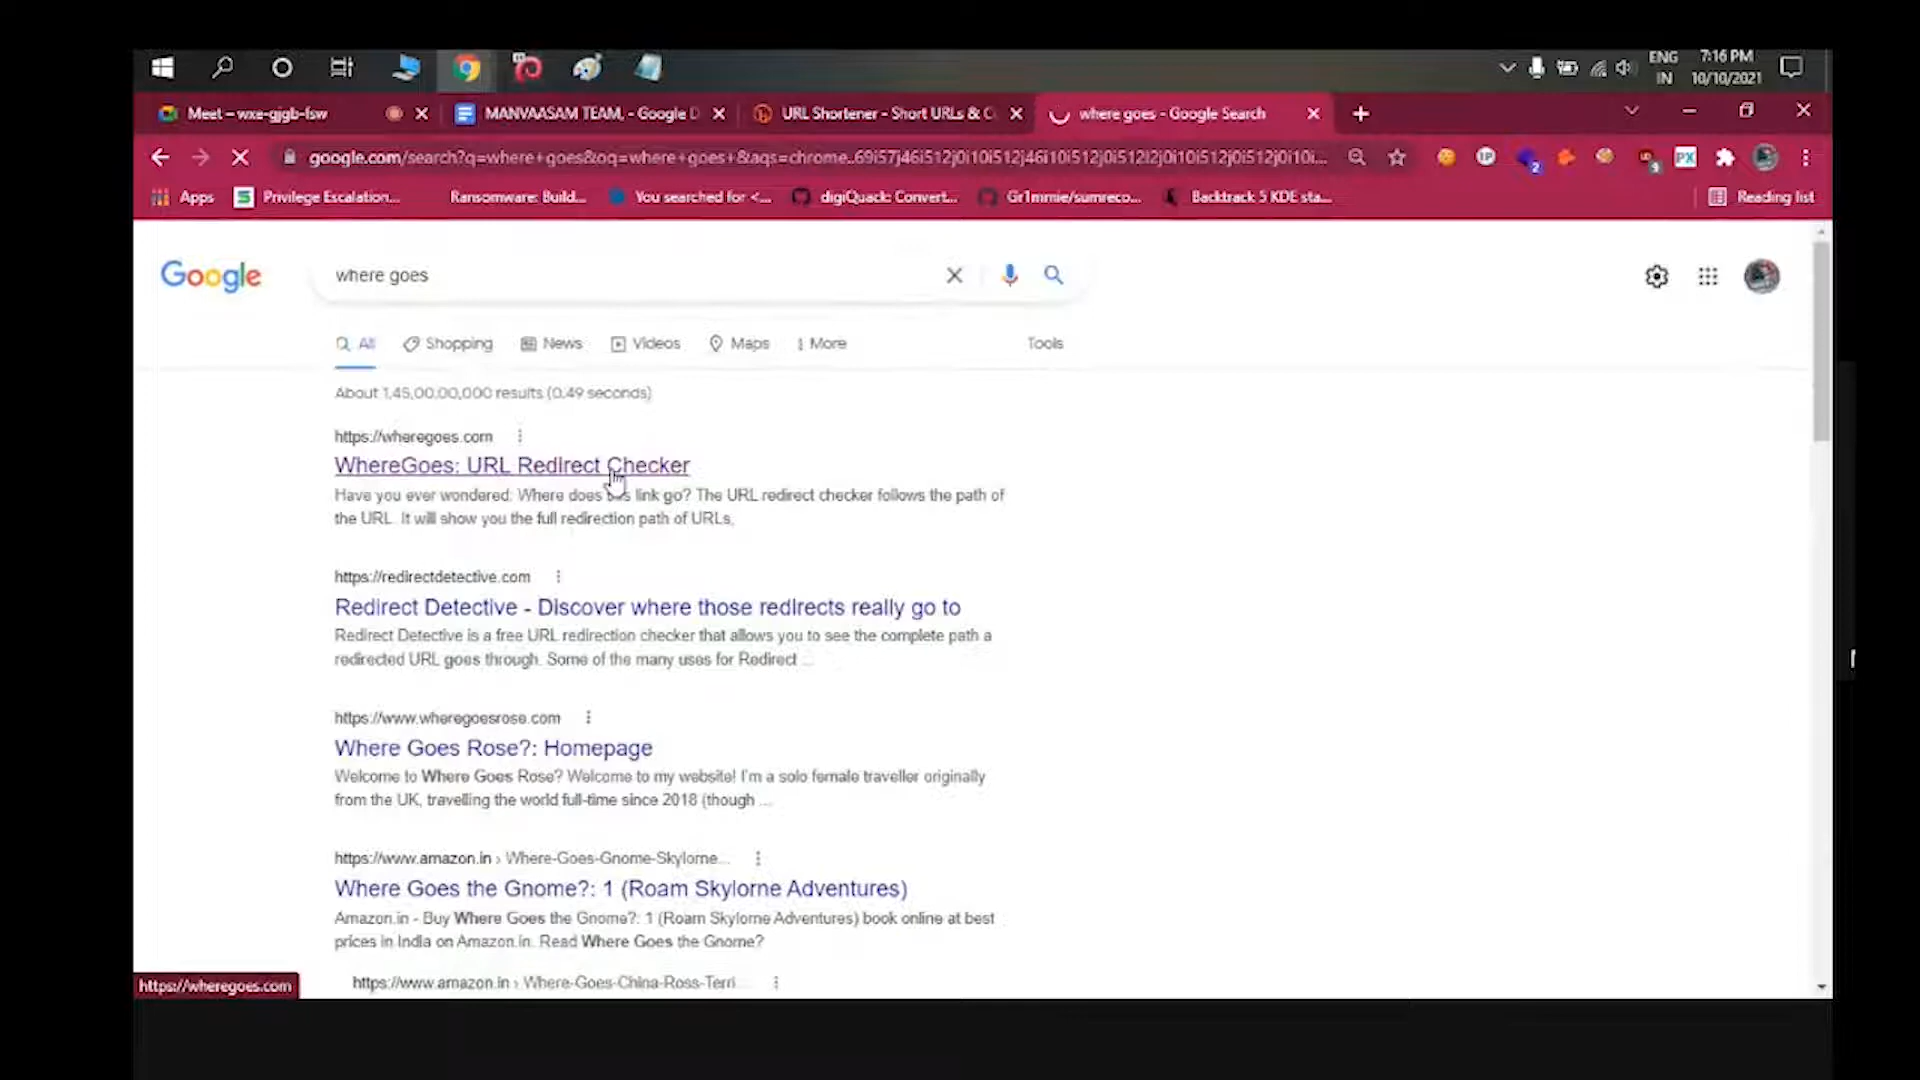 ENG
IN
7:16 PM
10/10/2021
Meet – wxe-gjgb-fsw
MANVAASAM TEAM, - Google D
URL Shortener - Short URLs & C
where goes - Google Search
google.com/search?q=where+goes&oq=where+goes+&aqs=chrome..69i57j46i512j0i10i512j46i10i512j0i512l2j0i10i512j0i512j0i10i...
Apps
Privilege Escalation...
Ransomware: Build...
You searched for <...
digiQuack: Convert...
Gr1mmie/sumreco...
Backtrack 5 KDE sta...
Reading list
Google
where goes
All
Shopping
News
Videos
Maps
More
Tools
About 1,45,00,00,000 results (0.49 seconds)
https://wheregoes.com
WhereGoes: URL Redirect Checker
Have you ever wondered: Where does this link go? The URL redirect checker follows the path of
the URL. It will show you the full redirection path of URLs,
https://redirectdetective.com
Redirect Detective - Discover where those redirects really go to
Redirect Detective is a free URL redirection checker that allows you to see the complete path a
redirected URL goes through. Some of the many uses for Redirect ...
https://www.wheregoesrose.com
Where Goes Rose?: Homepage
Welcome to Where Goes Rose? Welcome to my website! I'm a solo female traveller originally
from the UK, travelling the world full-time since 2018 (though ...
https://www.amazon.in › Where-Goes-Gnome-Skylorne...
Where Goes the Gnome?: 1 (Roam Skylorne Adventures)
Amazon.in - Buy Where Goes the Gnome?: 1 (Roam Skylorne Adventures) book online at best
prices in India on Amazon.in. Read Where Goes the Gnome?
https://www.amazon.in › Where-Goes-China-Ross-Terri...
https://wheregoes.com